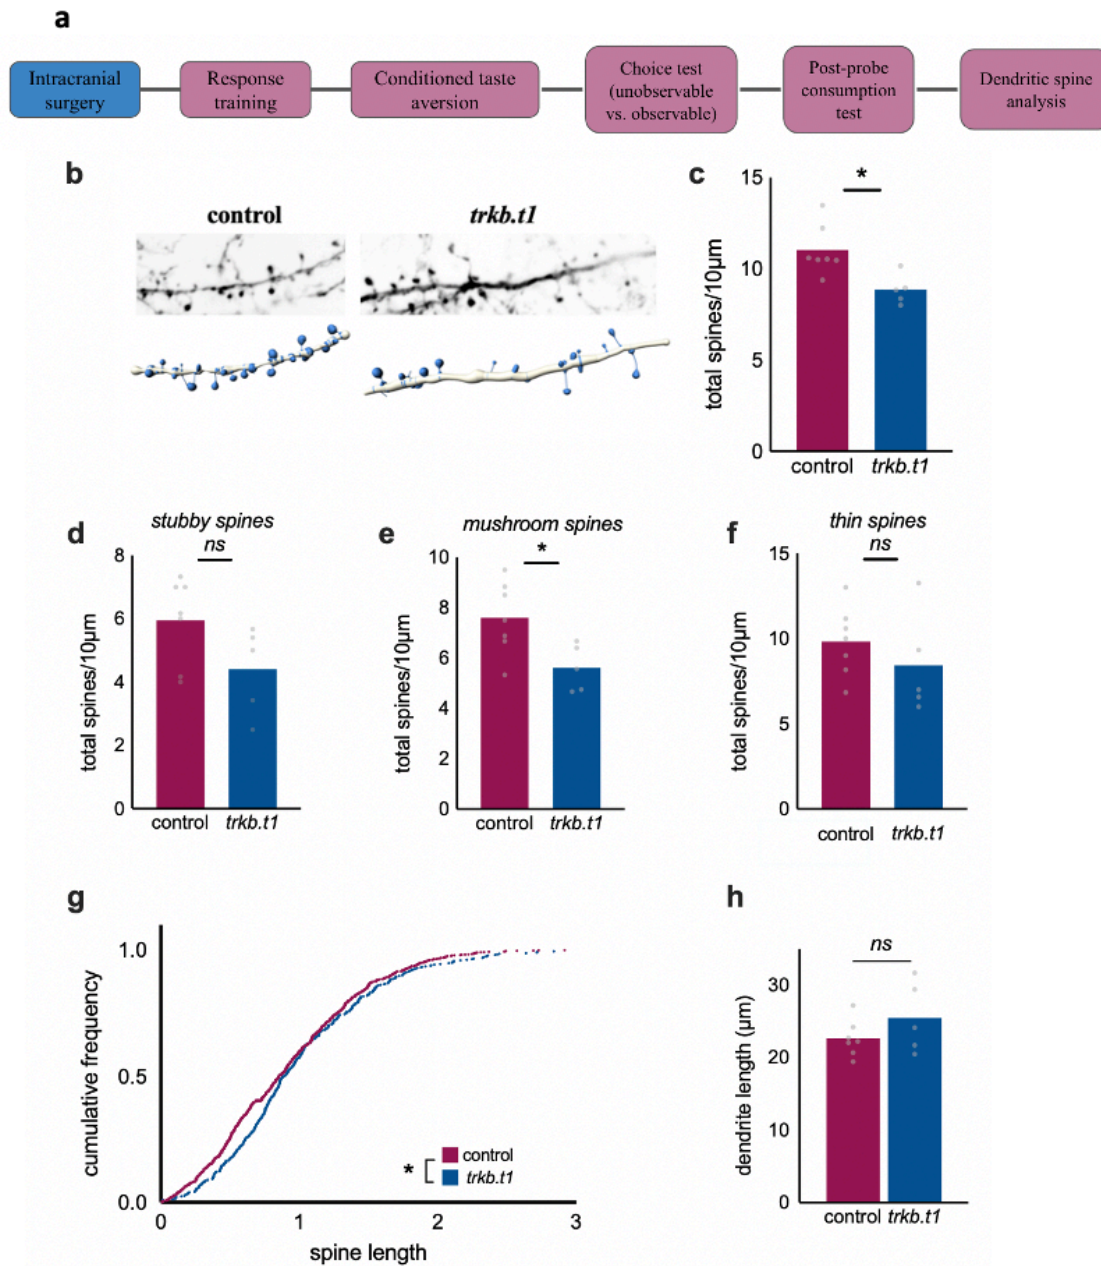 a
Intracranial
surgery
Response
training
Conditioned taste
aversion
Choice test
(unobservable
vs. observable)
Post-probe
consumption
test
Dendritic spine
analysis
b
control
trkb.t1
c
*
15
10
5
0
total spines/10µm
control trkb.t1
d
stubby spines
ns
8
6
4
2
0
total spines/10µm
control trkb.t1
e
mushroom spines
*
10
8
6
4
2
0
total spines/10µm
control trkb.t1
f
thin spines
ns
15
10
5
0
total spines/10µm
control trkb.t1
g
1.0
0.5
0.0
cumulative frequency
0 1 2 3
spine length
*
control
trkb.t1
h
ns
30
20
10
0
dendrite length (µm)
control trkb.t1